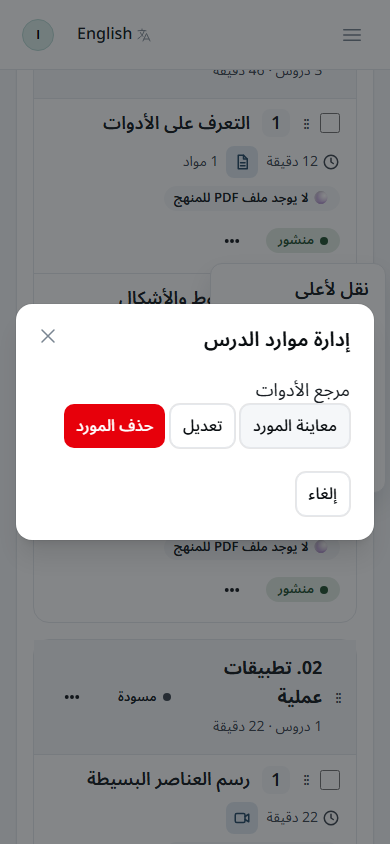 I
English
3 دروس · 46 دقيقة
1
التعرف على الأدوات
12 دقيقة
1 مواد
لا يوجد ملف PDF للمنهج
منشور
نقل لأعلى
والأشكال
إدارة موارد الدرس
مرجع الأدوات
معاينة المورد
تعديل
حذف المورد
إلغاء
لا يوجد ملف PDF للمنهج
منشور
02. تطبيقات
عملية
مسودة
1 دروس · 22 دقيقة
1
رسم العناصر البسيطة
22 دقيقة